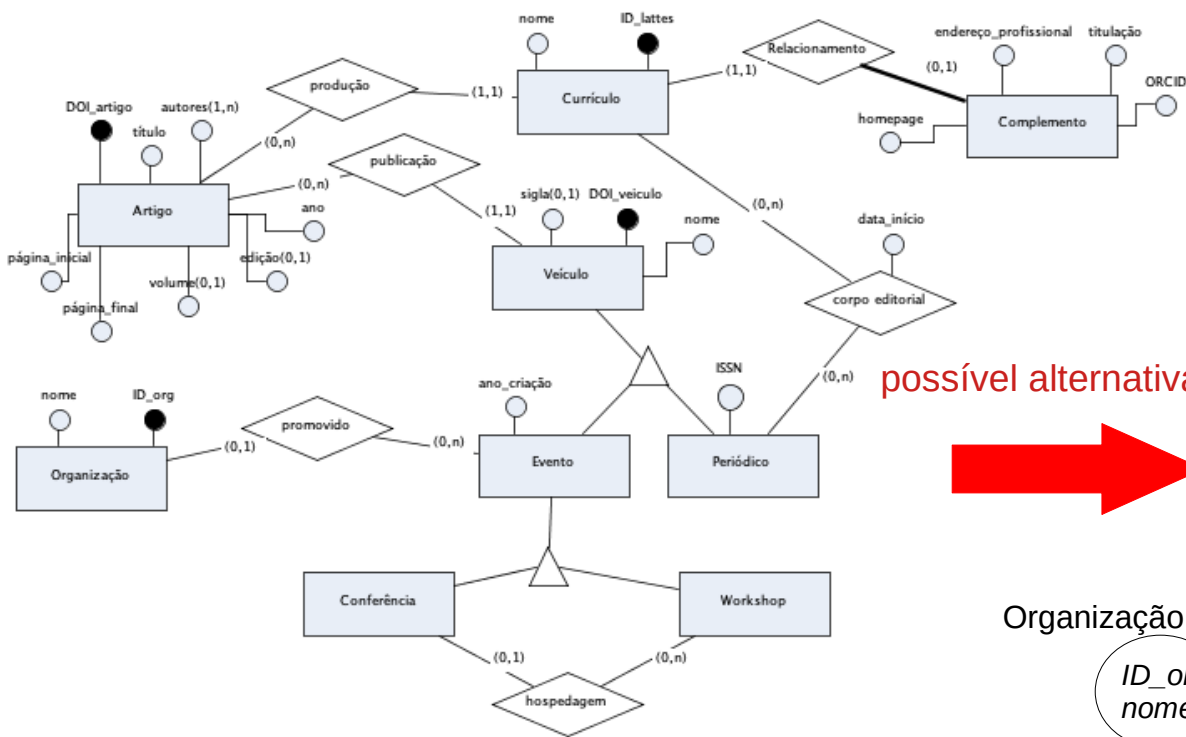 nome
ID_lattes
Relacionamento
endereço_profissional
titulação
(0,1)
(1,1)
ORCID
produção
Currículo
(1,1)
Complemento
homepage
DOI_artigo
autores(1,n)
título
(0,n)
publicação
(0,n)
Artigo
ano
(1,1)
sigla(0,1)
DOI_veiculo
nome
(0,n)
data_início
página_inicial
edição(0,1)
volume(0,1)
página_final
Veículo
corpo editorial
ISSN
(0,n)
possível alternativa
nome
ID_org
ano_criação
promovido
(0,1)
(0,n)
Organização
Evento
Periódico
Conferência
Workshop
(0,1)
(0,n)
hospedagem
Organização
ID_o
nome